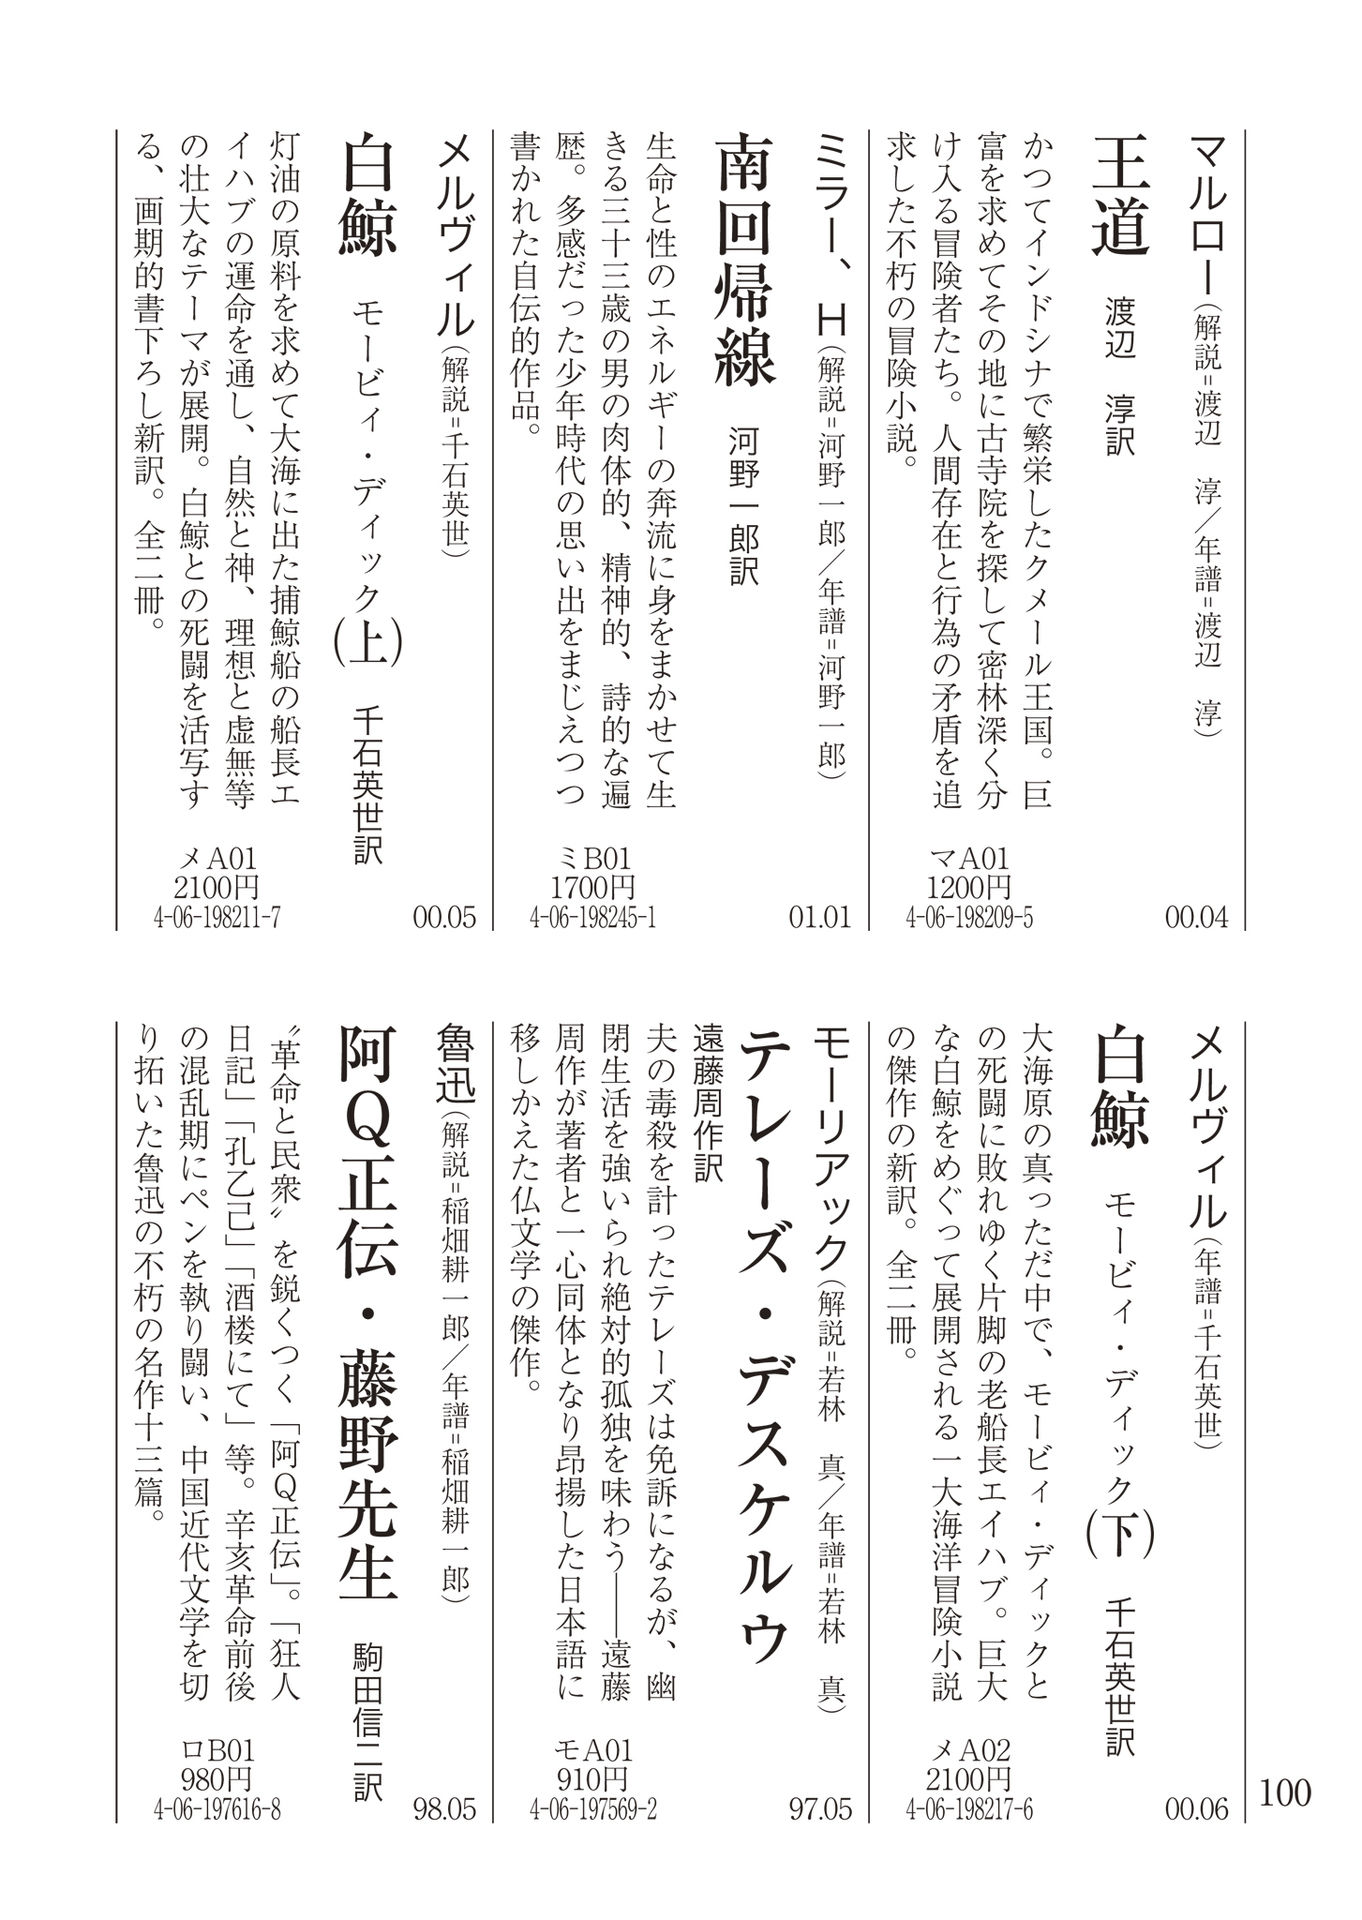 マルロー（解説=渡辺　淳／年譜=渡辺　淳）
王道　渡辺　淳訳
かつてインドシナで繁栄したクメール王国。巨
富を求めてその地に古寺院を探して密林深く分
け入る冒険者たち。人間存在と行為の矛盾を追
求した不朽の冒険小説。
マA01
1200円
4-06-198209-5
00.04
ミラー、H（解説=河野一郎／年譜=河野一郎）
南回帰線　河野一郎訳
生命と性のエネルギーの奔流に身をまかせて生
きる三十三歳の男の肉体的、精神的、詩的な遍
歴。多感だった少年時代の思い出をまじえつつ
書かれた自伝的作品。
ミB01
1700円
4-06-198245-1
01.01
メルヴィル（解説=千石英世）
白鯨　モービィ・ディック（上）　千石英世訳
灯油の原料を求めて大海に出た捕鯨船の船長エ
イハブの運命を通し、自然と神、理想と虚無等
の壮大なテーマが展開。白鯨との死闘を活写す
る、画期的書下ろし新訳。全二冊。
メA01
2100円
4-06-198211-7
00.05
メルヴィル（年譜=千石英世）
白鯨　モービィ・ディック（下）　千石英世訳
大海原の真っただ中で、モービィ・ディックと
の死闘に敗れゆく片脚の老船長エイハブ。巨大
な白鯨をめぐって展開される一大海洋冒険小説
の傑作の新訳。全二冊。
メA02
2100円
4-06-198217-6
00.06
モーリアック（解説=若林　真／年譜=若林　真）
テレーズ・デスケルウ
遠藤周作訳
夫の毒殺を計ったテレーズは免訴になるが、幽
閉生活を強いられ絶対的孤独を味わう――遠藤
周作が著者と一心同体となり昂揚した日本語に
移しかえた仏文学の傑作。
モA01
910円
4-06-197569-2
97.05
魯迅（解説=稲畑耕一郎／年譜=稲畑耕一郎）
阿Q正伝・藤野先生　駒田信二訳
〝革命と民衆〟を鋭くつく「阿Q正伝」。「狂人
日記」「孔乙己」「酒楼にて」等。辛亥革命前後
の混乱期にペンを執り闘い、中国近代文学を切
り拓いた魯迅の不朽の名作十三篇。
ロB01
980円
4-06-197616-8
98.05
100